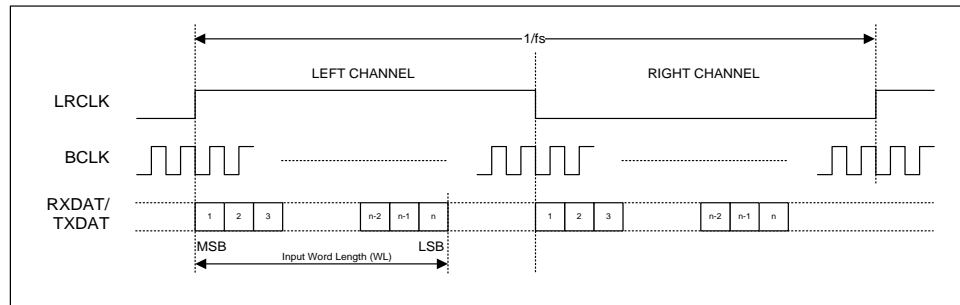 1/fs
LEFT CHANNEL RIGHT CHANNEL
LRCLK
BCLK
RXDAT/
TXDAT
1 2 3 n-2 n-1 n 1 2 3 n-2 n-1 n
MSB LSB
Input Word Length (WL)